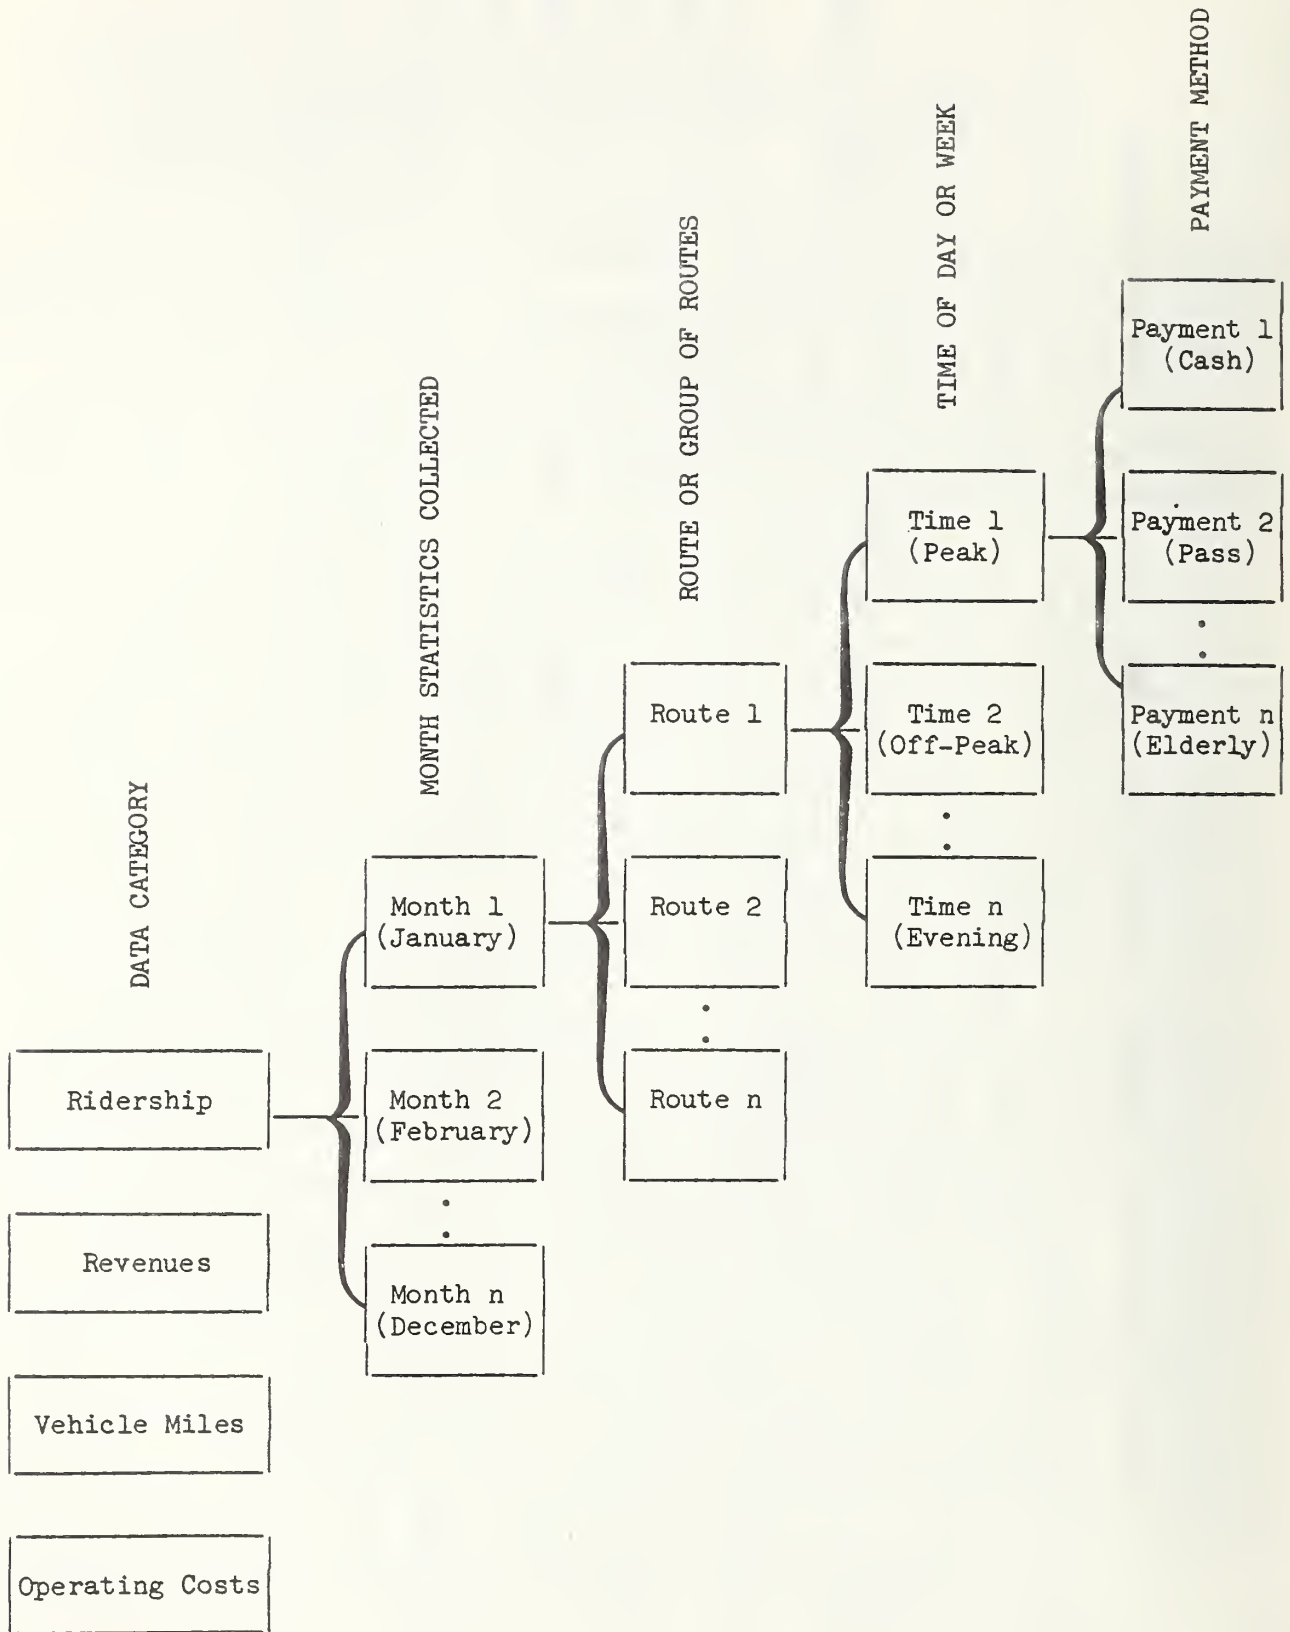 DATA CATEGORY
Ridership
Revenues
Vehicle Miles
Operating Costs
MONTH STATISTICS COLLECTED
Month 1
(January)
Month 2
(February)
Month n
(December)
ROUTE OR GROUP OF ROUTES
Route 1
Route 2
Route n
TIME OF DAY OR WEEK
Time 1
(Peak)
Time 2
(Off-Peak)
Time n
(Evening)
PAYMENT METHOD
Payment 1
(Cash)
Payment 2
(Pass)
Payment n
(Elderly)